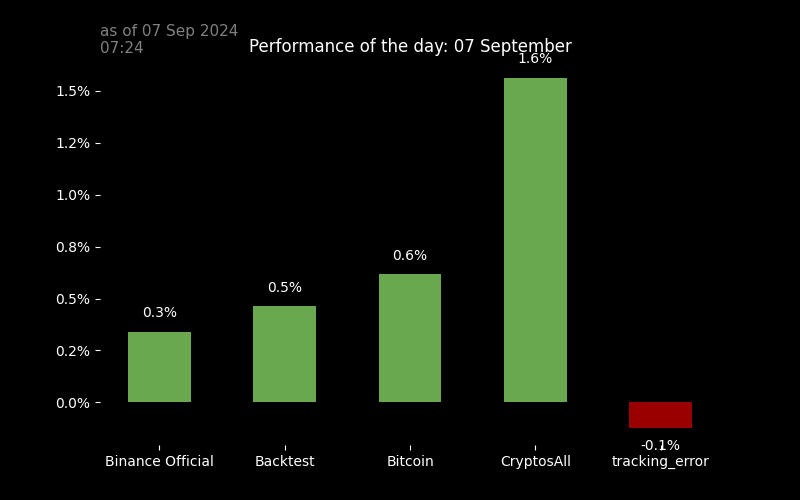 as of 07 Sep 2024
07:24
Performance of the day: 07 September
1.6%
1.5%
1.2%
1.0%
0.8%
0.6%
0.5%
0.5%
0.3%
0.2%
0.0%
-0.1%
Binance Official
Backtest
Bitcoin
CryptosAll
tracking_error